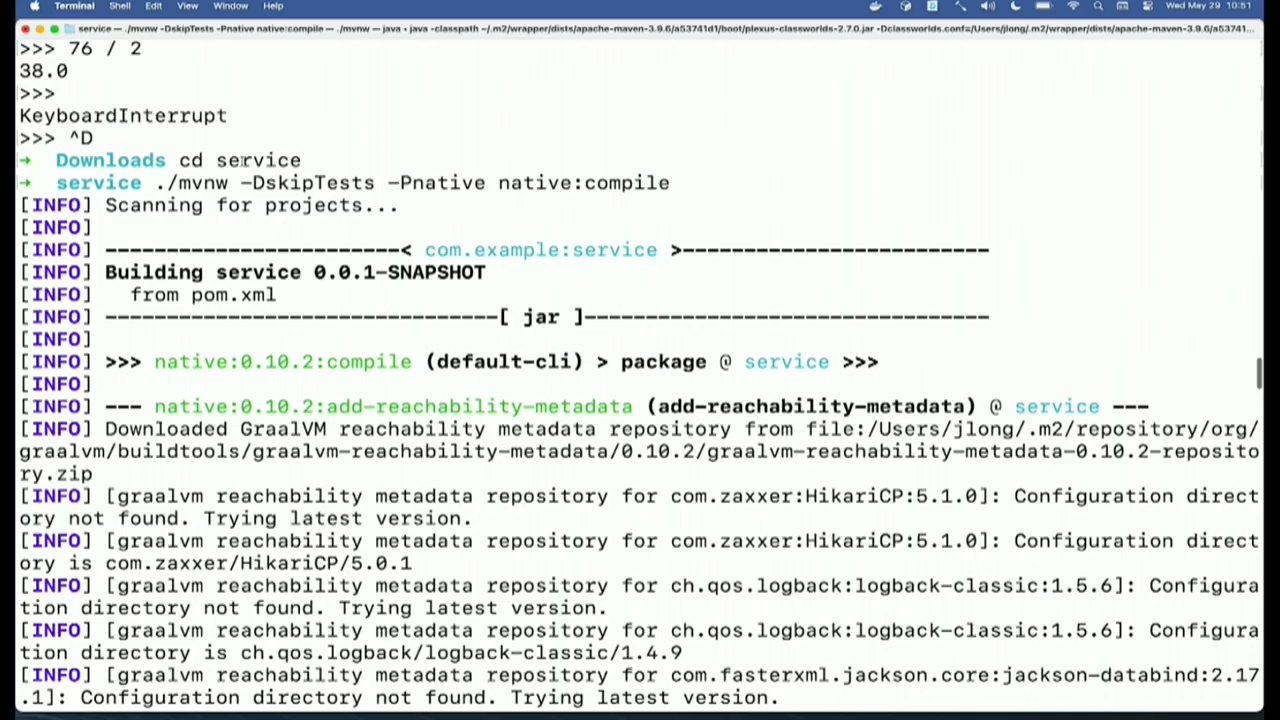 Terminal Shell Edit View Window Help Wed May 29 10:51
service — ./mvnw -DskipTests -Pnative native:compile — ./mvnw — java ‹ java -classpath ~/.m2/wrapper/dists/apache-maven-3.9.6/a53741d1/boot/plexus-classworlds-2.7.0.jar -Dclassworlds.conf=/Users/jlong/.m2/wrapper/dists/apache-maven-3.9.6/a53741...
>>> 76 / 2
38.0
>>>
KeyboardInterrupt
>>> ^D
→ Downloads cd service
→ service ./mvnw -DskipTests -Pnative native:compile
[INFO] Scanning for projects...
[INFO]
[INFO] -----------------------< com.example:service >------------------------
[INFO] Building service 0.0.1-SNAPSHOT
[INFO]   from pom.xml
[INFO] --------------------------------[ jar ]---------------------------------
[INFO]
[INFO] >>> native:0.10.2:compile (default-cli) > package @ service >>>
[INFO]
[INFO] --- native:0.10.2:add-reachability-metadata (add-reachability-metadata) @ service ---
[INFO] Downloaded GraalVM reachability metadata repository from file:/Users/jlong/.m2/repository/org/
graalvm/buildtools/graalvm-reachability-metadata/0.10.2/graalvm-reachability-metadata-0.10.2-reposito
ry.zip
[INFO] [graalvm reachability metadata repository for com.zaxxer:HikariCP:5.1.0]: Configuration direct
ory not found. Trying latest version.
[INFO] [graalvm reachability metadata repository for com.zaxxer:HikariCP:5.1.0]: Configuration direct
ory is com.zaxxer/HikariCP/5.0.1
[INFO] [graalvm reachability metadata repository for ch.qos.logback:logback-classic:1.5.6]: Configura
tion directory not found. Trying latest version.
[INFO] [graalvm reachability metadata repository for ch.qos.logback:logback-classic:1.5.6]: Configura
tion directory is ch.qos.logback/logback-classic/1.4.9
[INFO] [graalvm reachability metadata repository for com.fasterxml.jackson.core:jackson-databind:2.17
.1]: Configuration directory not found. Trying latest version.